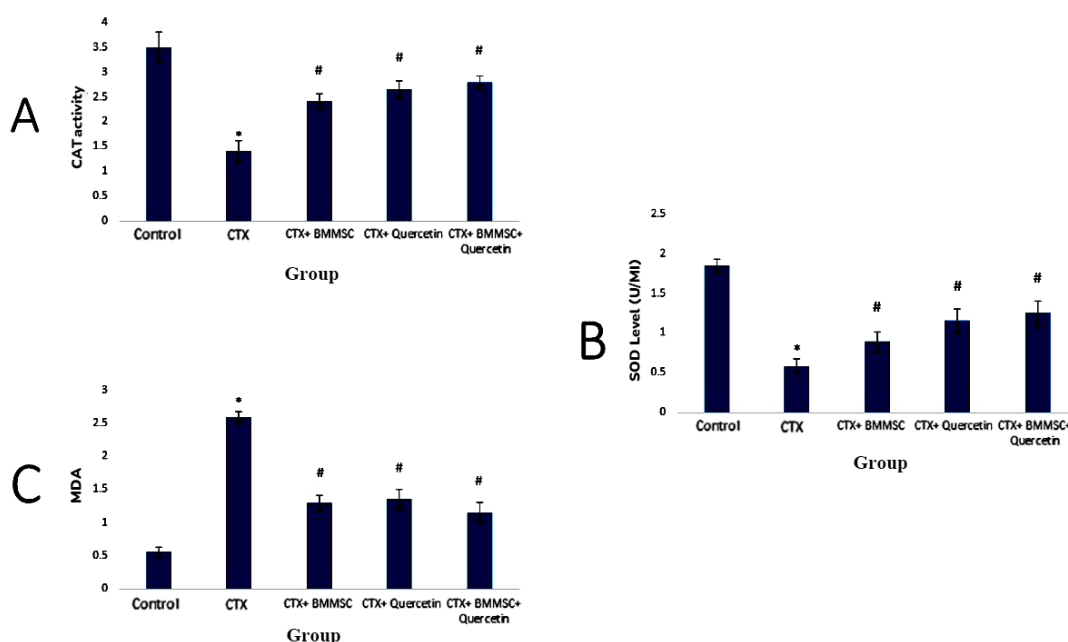 A
CAT activity
4
3.5
3
2.5
2
1.5
1
0.5
0
*
#
#
#
Control
CTX
CTX+ BMMSC
CTX+ Quercetin
CTX+ BMMSC+
Quercetin
Group
B
SOD Level (U/Ml)
2.5
2
1.5
1
0.5
0
*
#
#
#
Control
CTX
CTX+ BMMSC
CTX+ Quercetin
CTX+ BMMSC+
Quercetin
Group
C
MDA
3
2.5
2
1.5
1
0.5
0
*
#
#
#
Control
CTX
CTX+ BMMSC
CTX+ Quercetin
CTX+ BMMSC+
Quercetin
Group